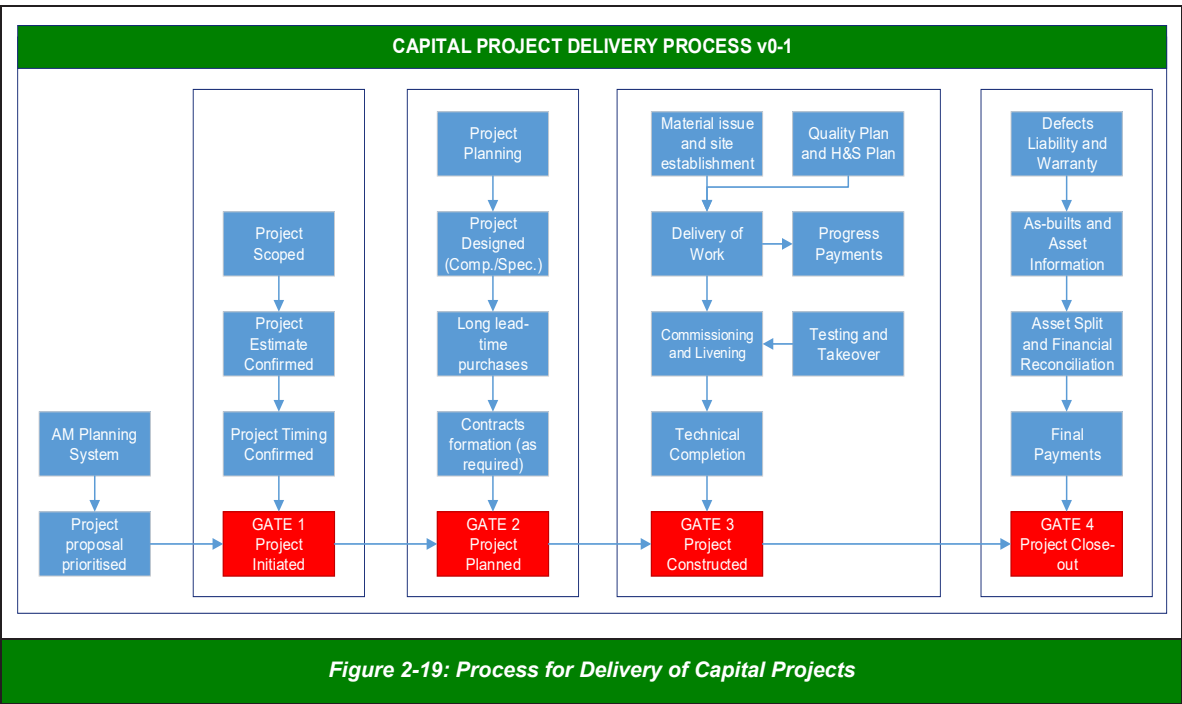 CAPITAL PROJECT DELIVERY PROCESS v0-1
AM Planning
System
Project
proposal
prioritised
Project
Scoped
Project
Estimate
Confirmed
Project Timing
Confirmed
GATE 1
Project
Initiated
Project
Planning
Project
Designed
(Comp./Spec.)
Long lead-
time
purchases
Contracts
formation (as
required)
GATE 2
Project
Planned
Material issue
and site
establishment
Quality Plan
and H&S Plan
Delivery of
Work
Progress
Payments
Commissioning
and Livening
Testing and
Takeover
Technical
Completion
GATE 3
Project
Constructed
Defects
Liability and
Warranty
As-builts and
Asset
Information
Asset Split
and Financial
Reconciliation
Final
Payments
GATE 4
Project Close-
out
Figure 2-19: Process for Delivery of Capital Projects